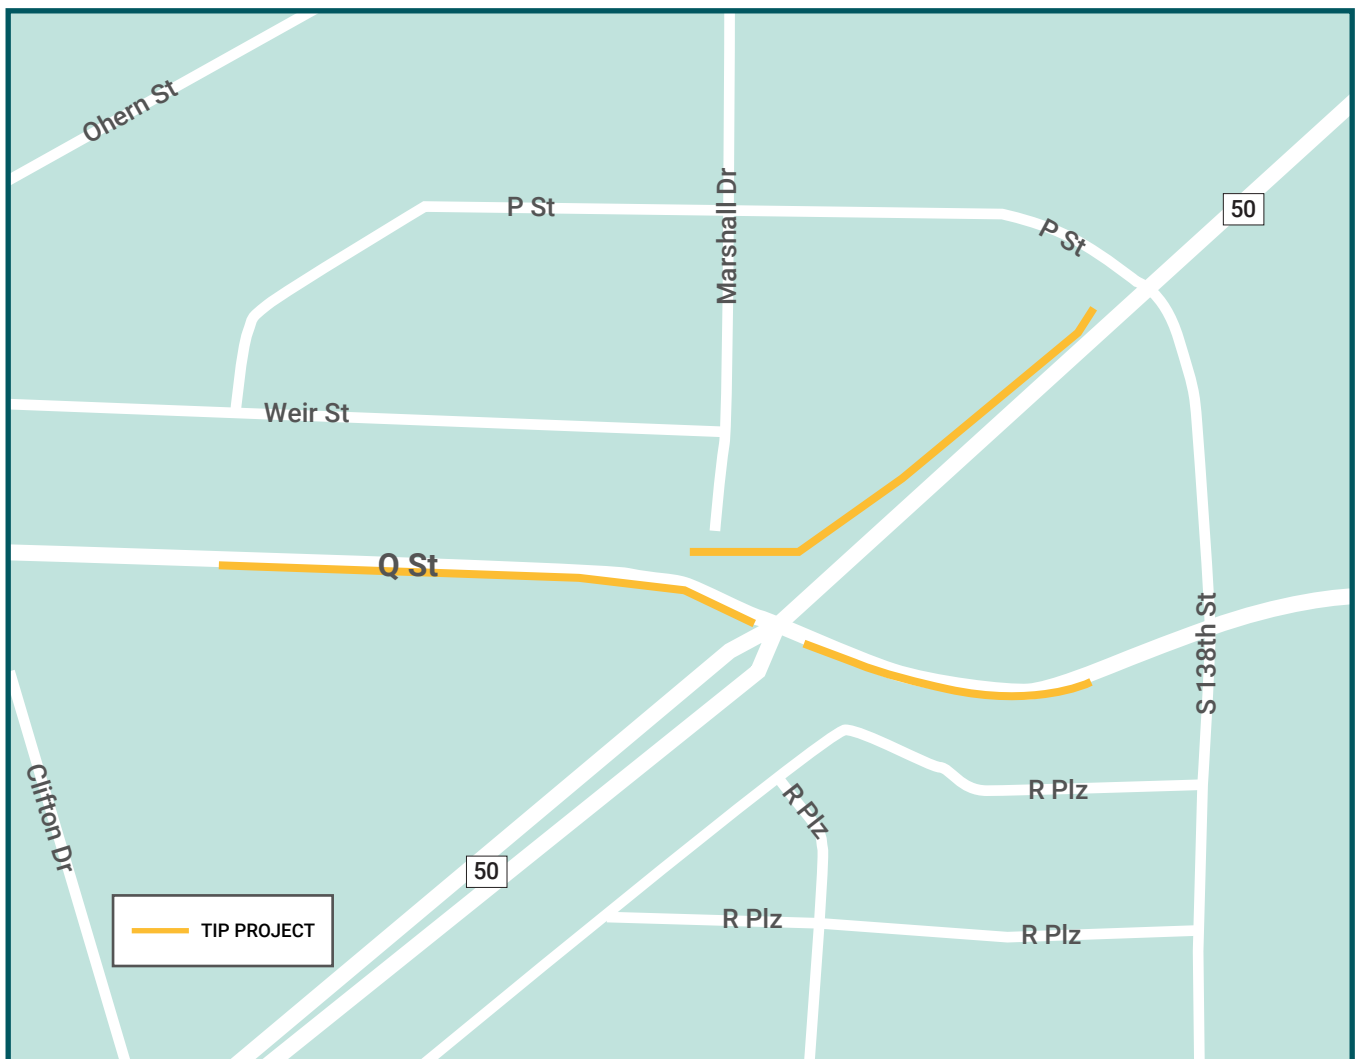 Ohern St
P St
Marshall Dr
P St
50
Weir St
Q St
S 138th St
Clifton Dr
R Plz
R Plz
50
R Plz
R Plz
TIP PROJECT